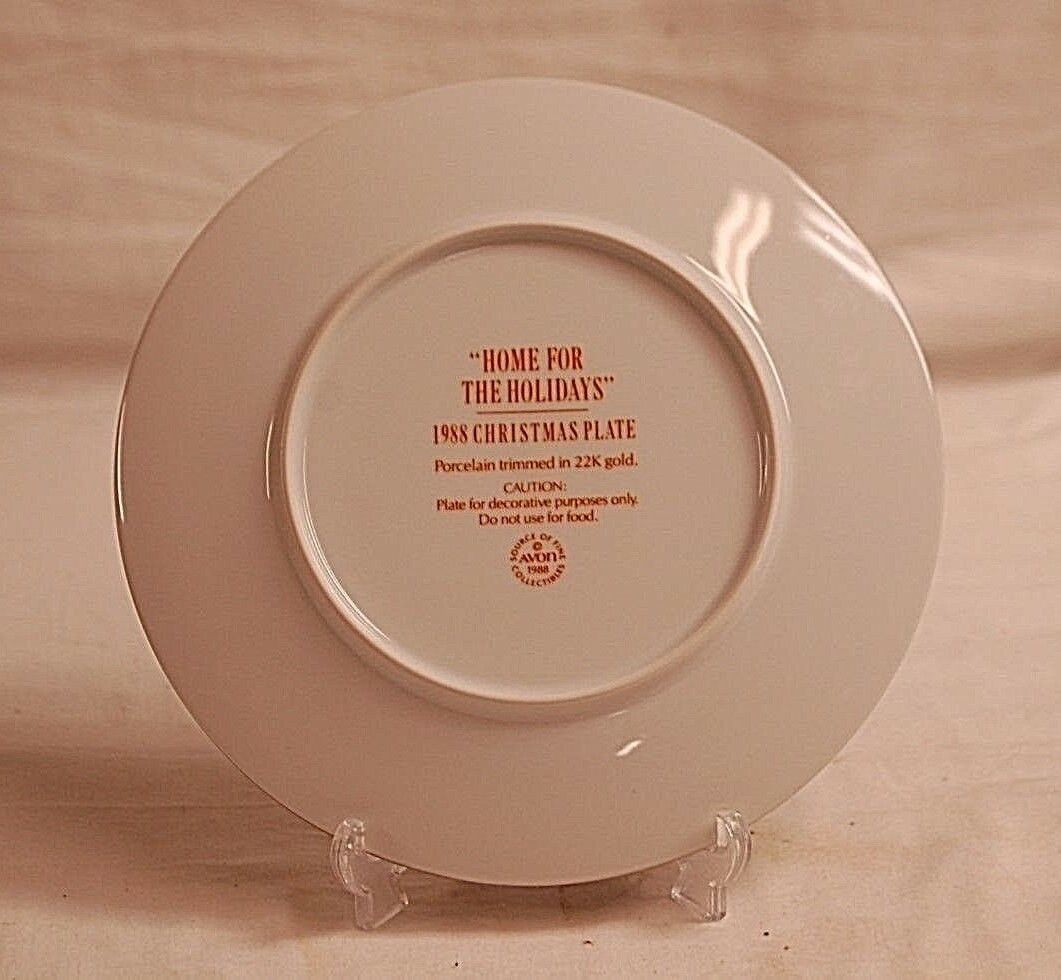 “HOME FOR
THE HOLIDAYS”
1988 CHRISTMAS PLATE
Porcelain trimmed in 22K gold.
CAUTION:
Plate for decorative purposes only.
Do not use for food.
SOURCE OF FINE
©
AVON
1988
COLLECTIBLES